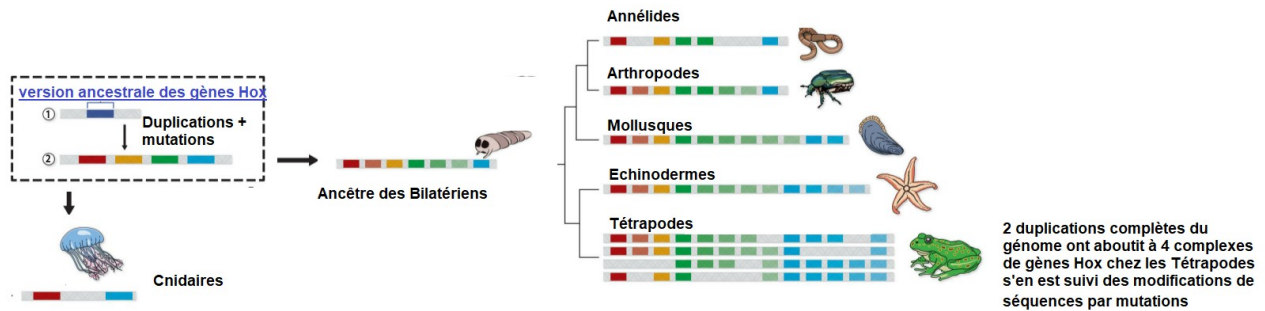 version ancestrale des gènes Hox
①
Duplications +
mutations
②
Cnidaires
Ancêtre des Bilatériens
Annélides
Arthropodes
Mollusques
Echinodermes
Tétrapodes
2 duplications complètes du
génome ont aboutit à 4 complexes
de gènes Hox chez les Tétrapodes
s'en est suivi des modifications de
séquences par mutations